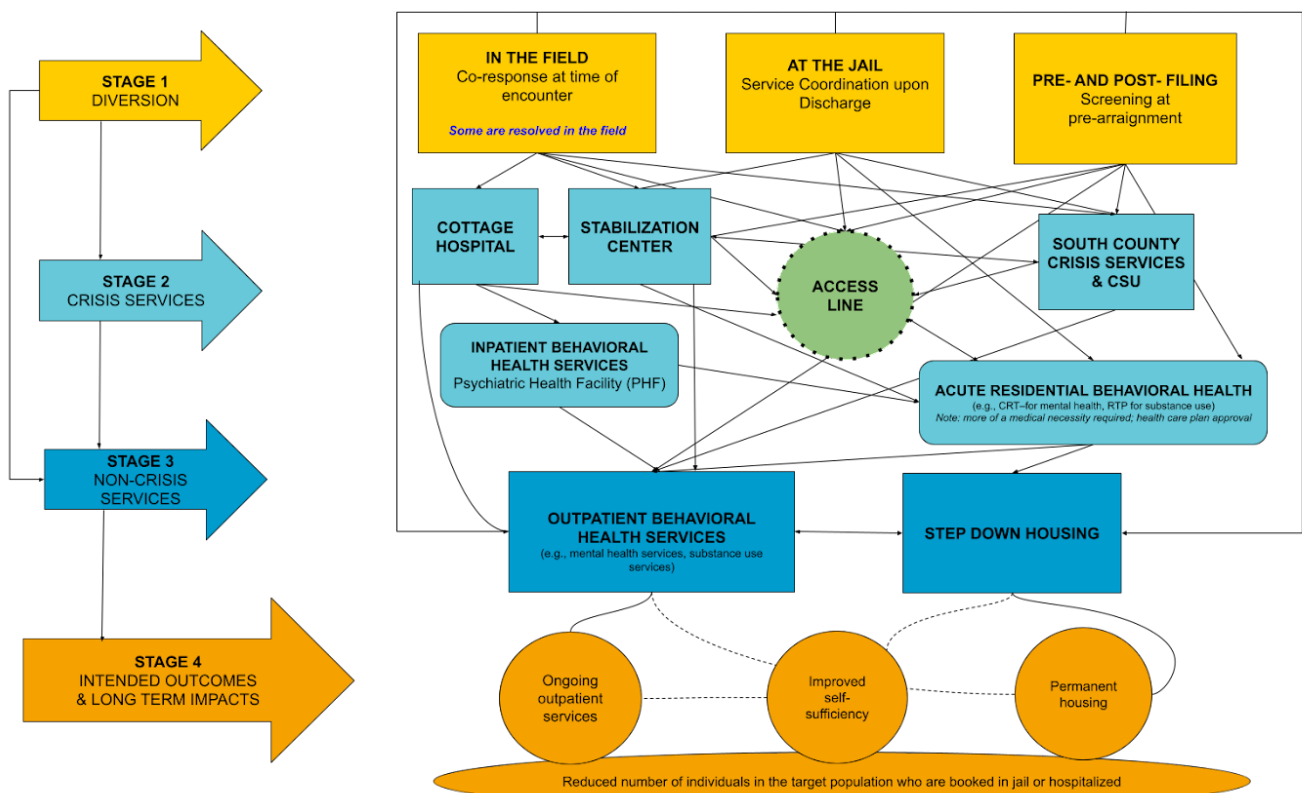 STAGE 1
DIVERSION
STAGE 2
CRISIS SERVICES
STAGE 3
NON-CRISIS
SERVICES
STAGE 4
INTENDED OUTCOMES
& LONG TERM IMPACTS
IN THE FIELD
Co-response at time of
encounter
Some are resolved in the field
AT THE JAIL
Service Coordination upon
Discharge
PRE- AND POST- FILING
Screening at
pre-arraignment
COTTAGE
HOSPITAL
STABILIZATION
CENTER
ACCESS
LINE
SOUTH COUNTY
CRISIS SERVICES
& CSU
INPATIENT BEHAVIORAL
HEALTH SERVICES
Psychiatric Health Facility (PHF)
ACUTE RESIDENTIAL BEHAVIORAL HEALTH
(e.g., CRT–for mental health, RTP for substance use)
Note: more of a medical necessity required; health care plan approval
OUTPATIENT BEHAVIORAL
HEALTH SERVICES
(e.g., mental health services, substance use
services)
STEP DOWN HOUSING
Ongoing
outpatient
services
Improved
self-
sufficiency
Permanent
housing
Reduced number of individuals in the target population who are booked in jail or hospitalized